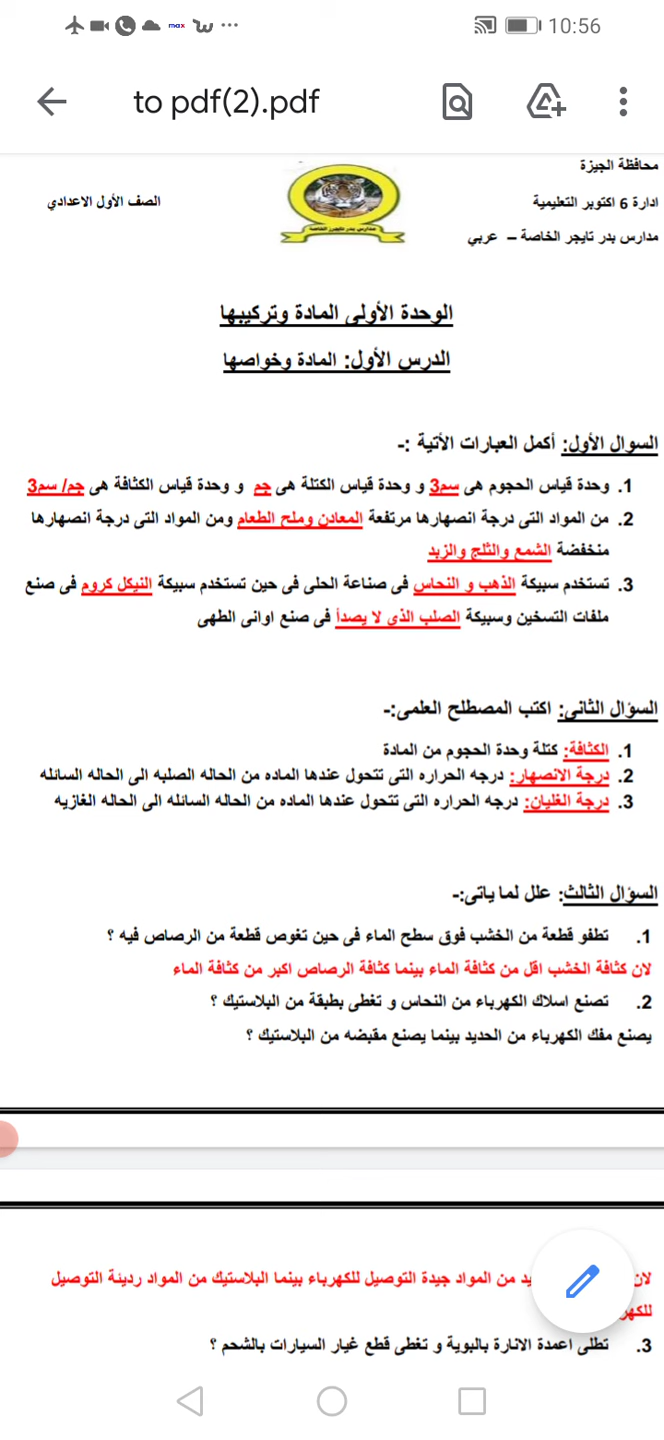 max
10:56
to pdf(2).pdf
محافظة الجيزة
ادارة 6 اكتوبر التعليمية
الصف الأول الاعدادي
مدارس بدر تايجر الخاصة – عربي
الوحدة الأولى المادة وتركيبها
الدرس الأول: المادة وخواصها
السوال الأول: أكمل العبارات الأتية :-
1. وحدة قياس الحجوم هى سم3 و وحدة قياس الكتلة هى جم و وحدة قياس الكثافة هى جم/ سم3
2. من المواد التى درجة انصهارها مرتفعة المعادن وملح الطعام ومن المواد التى درجة انصهارها
منخفضة الشمع والثلج والزبد
3. تستخدم سبيكة الذهب و النحاس فى صناعة الحلى فى حين تستخدم سبيكة النيكل كروم فى صنع
ملفات التسخين وسبيكة الصلب الذى لا يصدأ فى صنع اوانى الطهى
السؤال الثانى: اكتب المصطلح العلمى:-
1. الكثافة: كتلة وحدة الحجوم من المادة
2. درجة الانصهار: درجه الحراره التى تتحول عندها الماده من الحاله الصلبه الى الحاله السائله
3. درجة الغليان: درجه الحراره التى تتحول عندها الماده من الحاله السائله الى الحاله الغازيه
السؤال الثالث: علل لما ياتى:-
1. تطفو قطعة من الخشب فوق سطح الماء فى حين تغوص قطعة من الرصاص فيه ؟
لان كثافة الخشب اقل من كثافة الماء بينما كثافة الرصاص اكبر من كثافة الماء
2. تصنع اسلاك الكهرباء من النحاس و تغطى بطبقة من البلاستيك ؟
يصنع مفك الكهرباء من الحديد بينما يصنع مقبضه من البلاستيك ؟
لان يد من المواد جيدة التوصيل للكهرباء بينما البلاستيك من المواد رديئة التوصيل
3. تطلى اعمدة الانارة بالبوية و تغطى قطع غيار السيارات بالشحم ؟